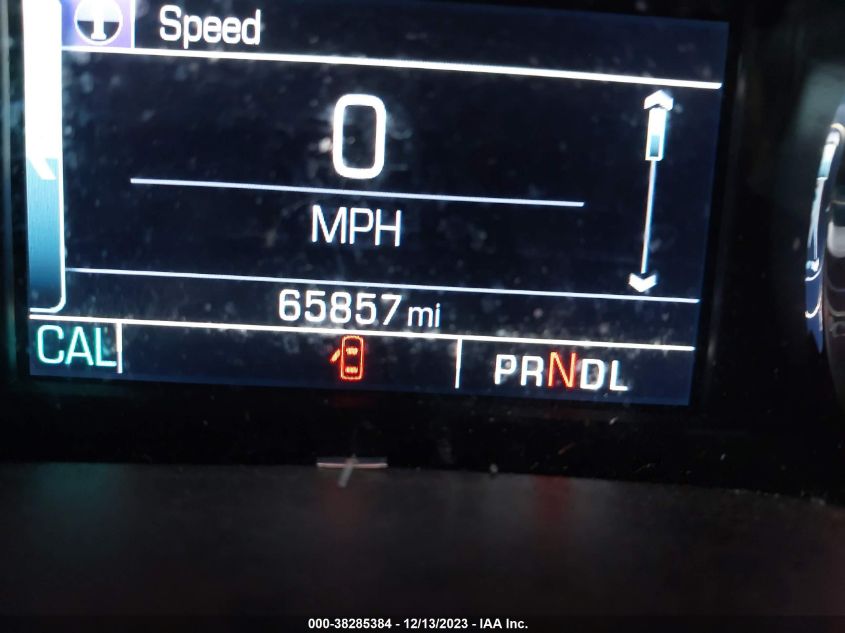 Speed
0
MPH
65857 mi
CAL PRNDL
000-38285384 - 12/13/2023 - IAA Inc.